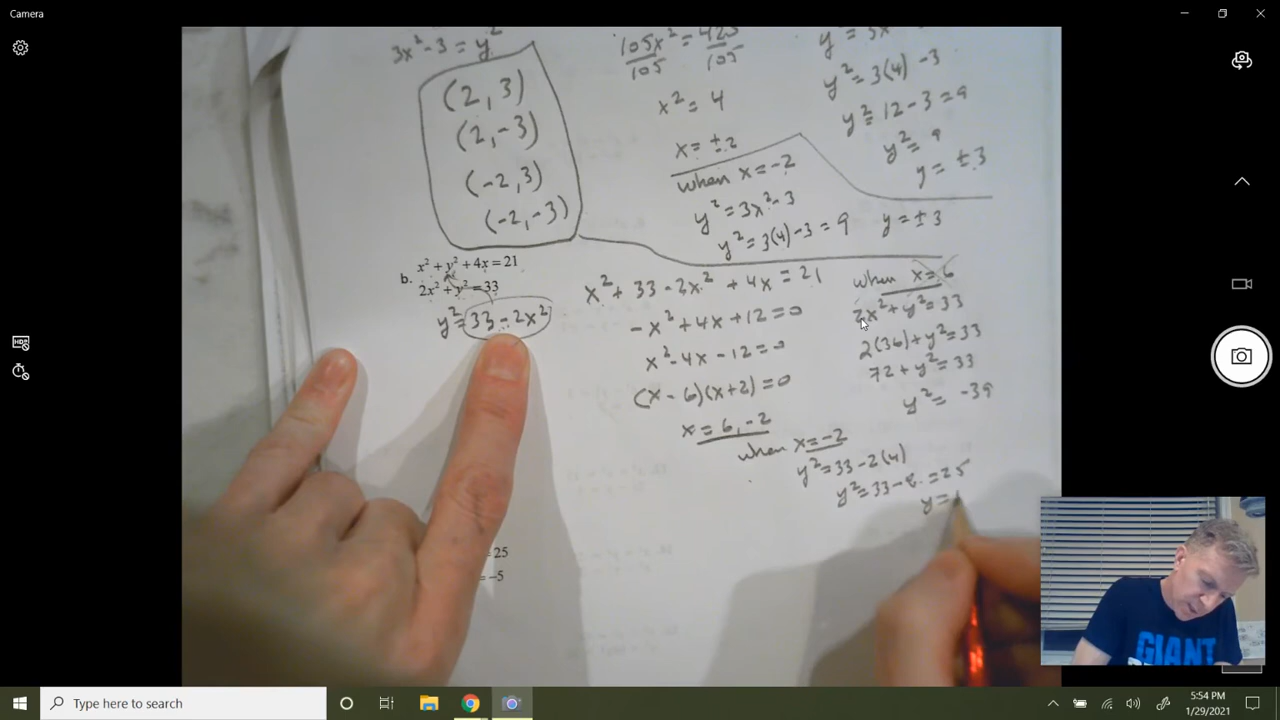 Camera
3x²-3 = y²
(2, 3)
(2, -3)
(-2, 3)
(-2, -3)
105x² = 425
105 105
x² = 4
x = ±2
when x = -2
y² = 3x²-3
y² = 3(4)-3 = 9 y = ±3
y² = 3(4) -3
y² = 12 - 3 = 9
y² = 9
y = ±3
b. x² + y² + 4x = 21
2x² + y² = 33
y² = 33 - 2x²
x² + 33 - 2x² + 4x = 21
-x² + 4x + 12 = 0
x² - 4x - 12 = 0
(x - 6)(x + 2) = 0
x = 6, -2
when x = 6
2x² + y² = 33
2(36) + y² = 33
72 + y² = 33
y² = -39
when x = -2
y² = 33 - 2(4)
y² = 33 - 8 = 25
y =
= 25
= -5
GIANT
Type here to search
5:54 PM
1/29/2021